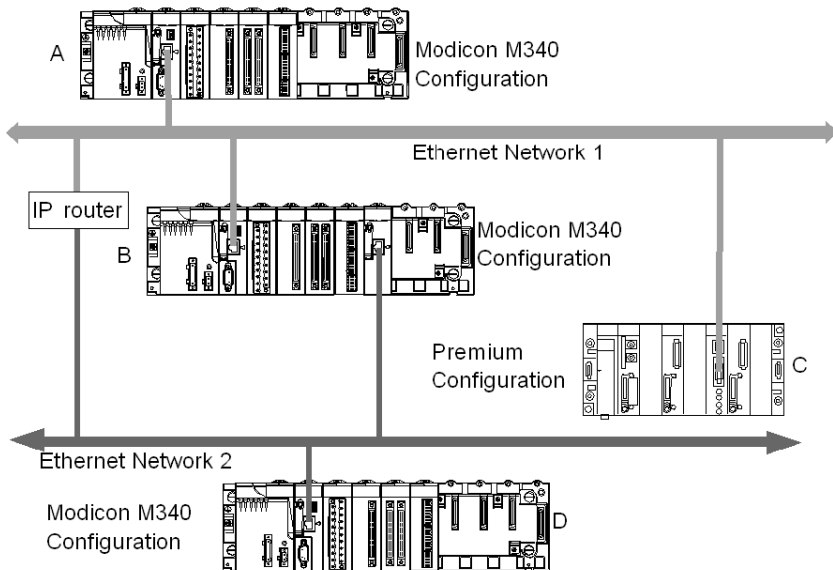 A
Modicon M340
Configuration
Ethernet Network 1
IP router
B
Modicon M340
Configuration
Premium
Configuration
C
Ethernet Network 2
Modicon M340
Configuration
D